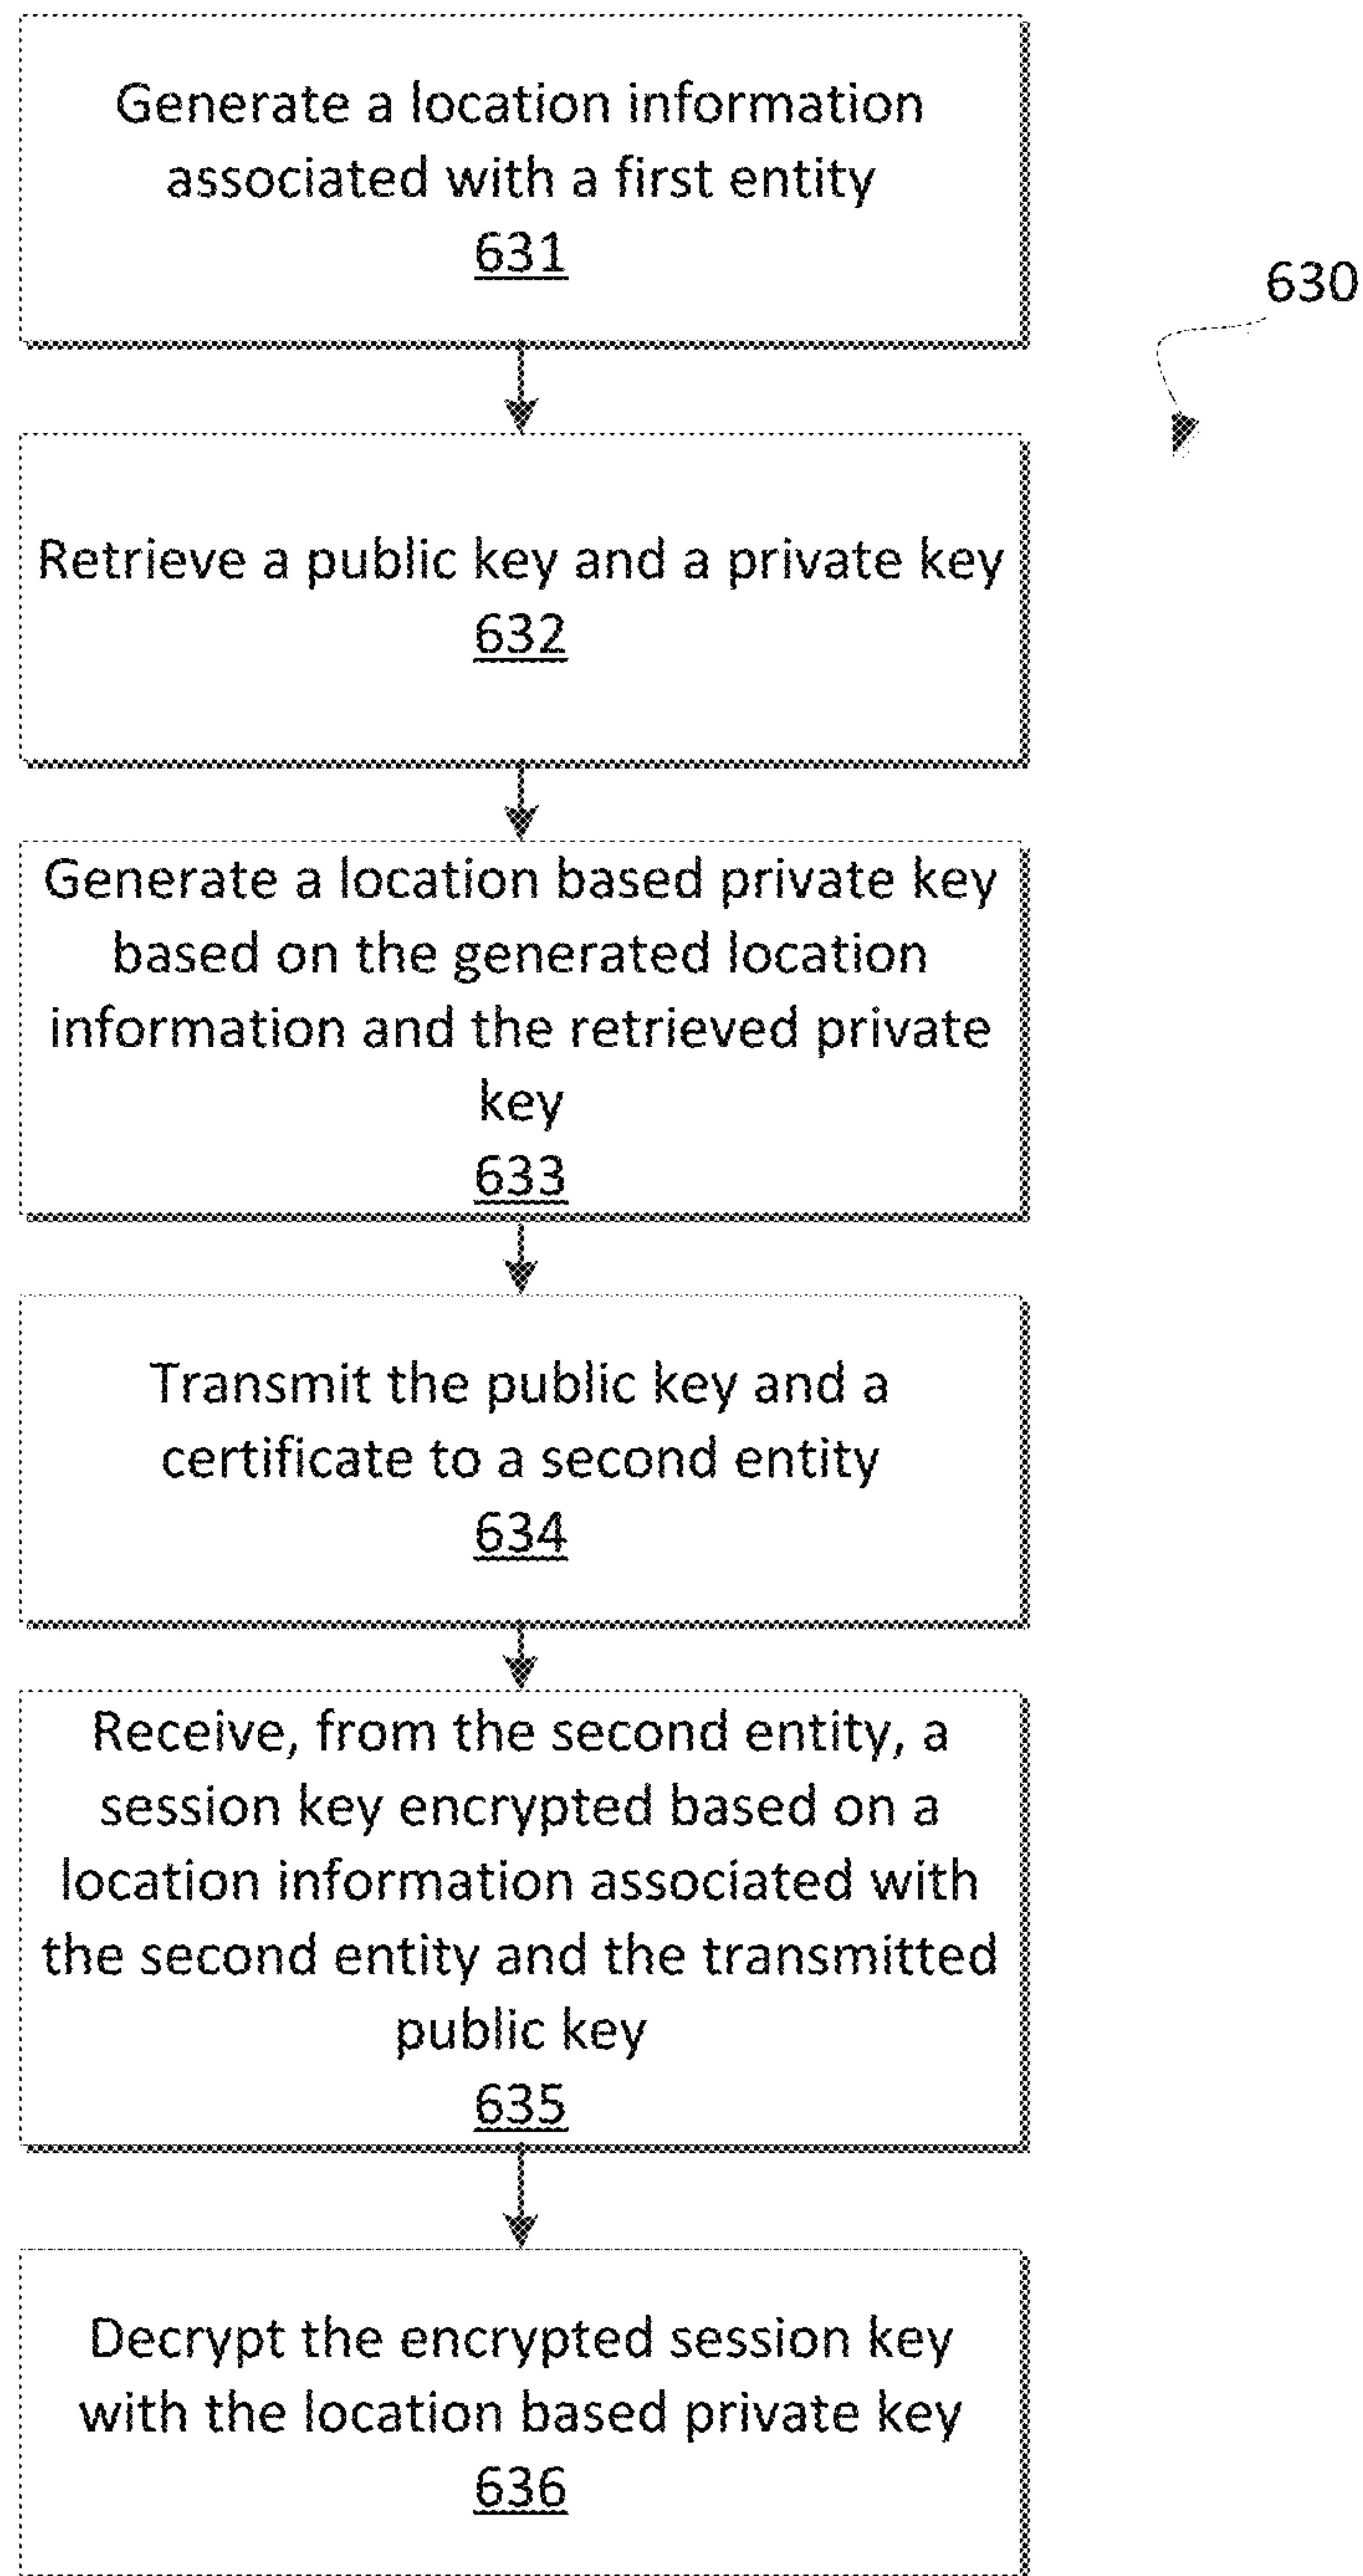 Generate a location information
associated with a first entity
631
630
Retrieve a public key and a private key
632
Generate a location based private key
based on the generated location
information and the retrieved private
key
633
Transmit the public key and a
certificate to a second entity
634
Receive, from the second entity, a
session key encrypted based on a
location information associated with
the second entity and the transmitted
public key
635
Decrypt the encrypted session key
with the location based private key
636